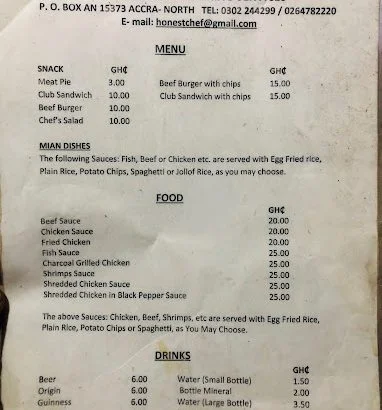 P. O. BOX AN 15373 ACCRA- NORTH TEL: 0302 244299 / 0264782220
E- mail: honestchef@gmail.com
MENU
SNACK GH₵ GH₵
Meat Pie 3.00 Beef Burger with chips 15.00
Club Sandwich 10.00 Club Sandwich with chips 15.00
Beef Burger 10.00
Chef's Salad 10.00
MIAN DISHES
The following Sauces: Fish, Beef or Chicken etc. are served with Egg Fried rice,
Plain Rice, Potato Chips, Spaghetti or Jollof Rice, as you may choose.
FOOD
GH₵
Beef Sauce 20.00
Chicken Sauce 20.00
Fried Chicken 20.00
Fish Sauce 25.00
Charcoal Grilled Chicken 25.00
Shrimps Sauce 25.00
Shredded Chicken Sauce 25.00
Shredded Chicken in Black Pepper Sauce 25.00
The above Sauces: Chicken, Beef, Shrimps, etc are served with Egg Fried Rice,
Plain Rice, Potato Chips or Spaghetti, as You May Choose.
DRINKS
GH₵ GH₵
Beer 6.00 Water (Small Bottle) 1.50
Origin 6.00 Bottle Mineral 2.00
Guinness 6.00 Water (Large Bottle) 3.50